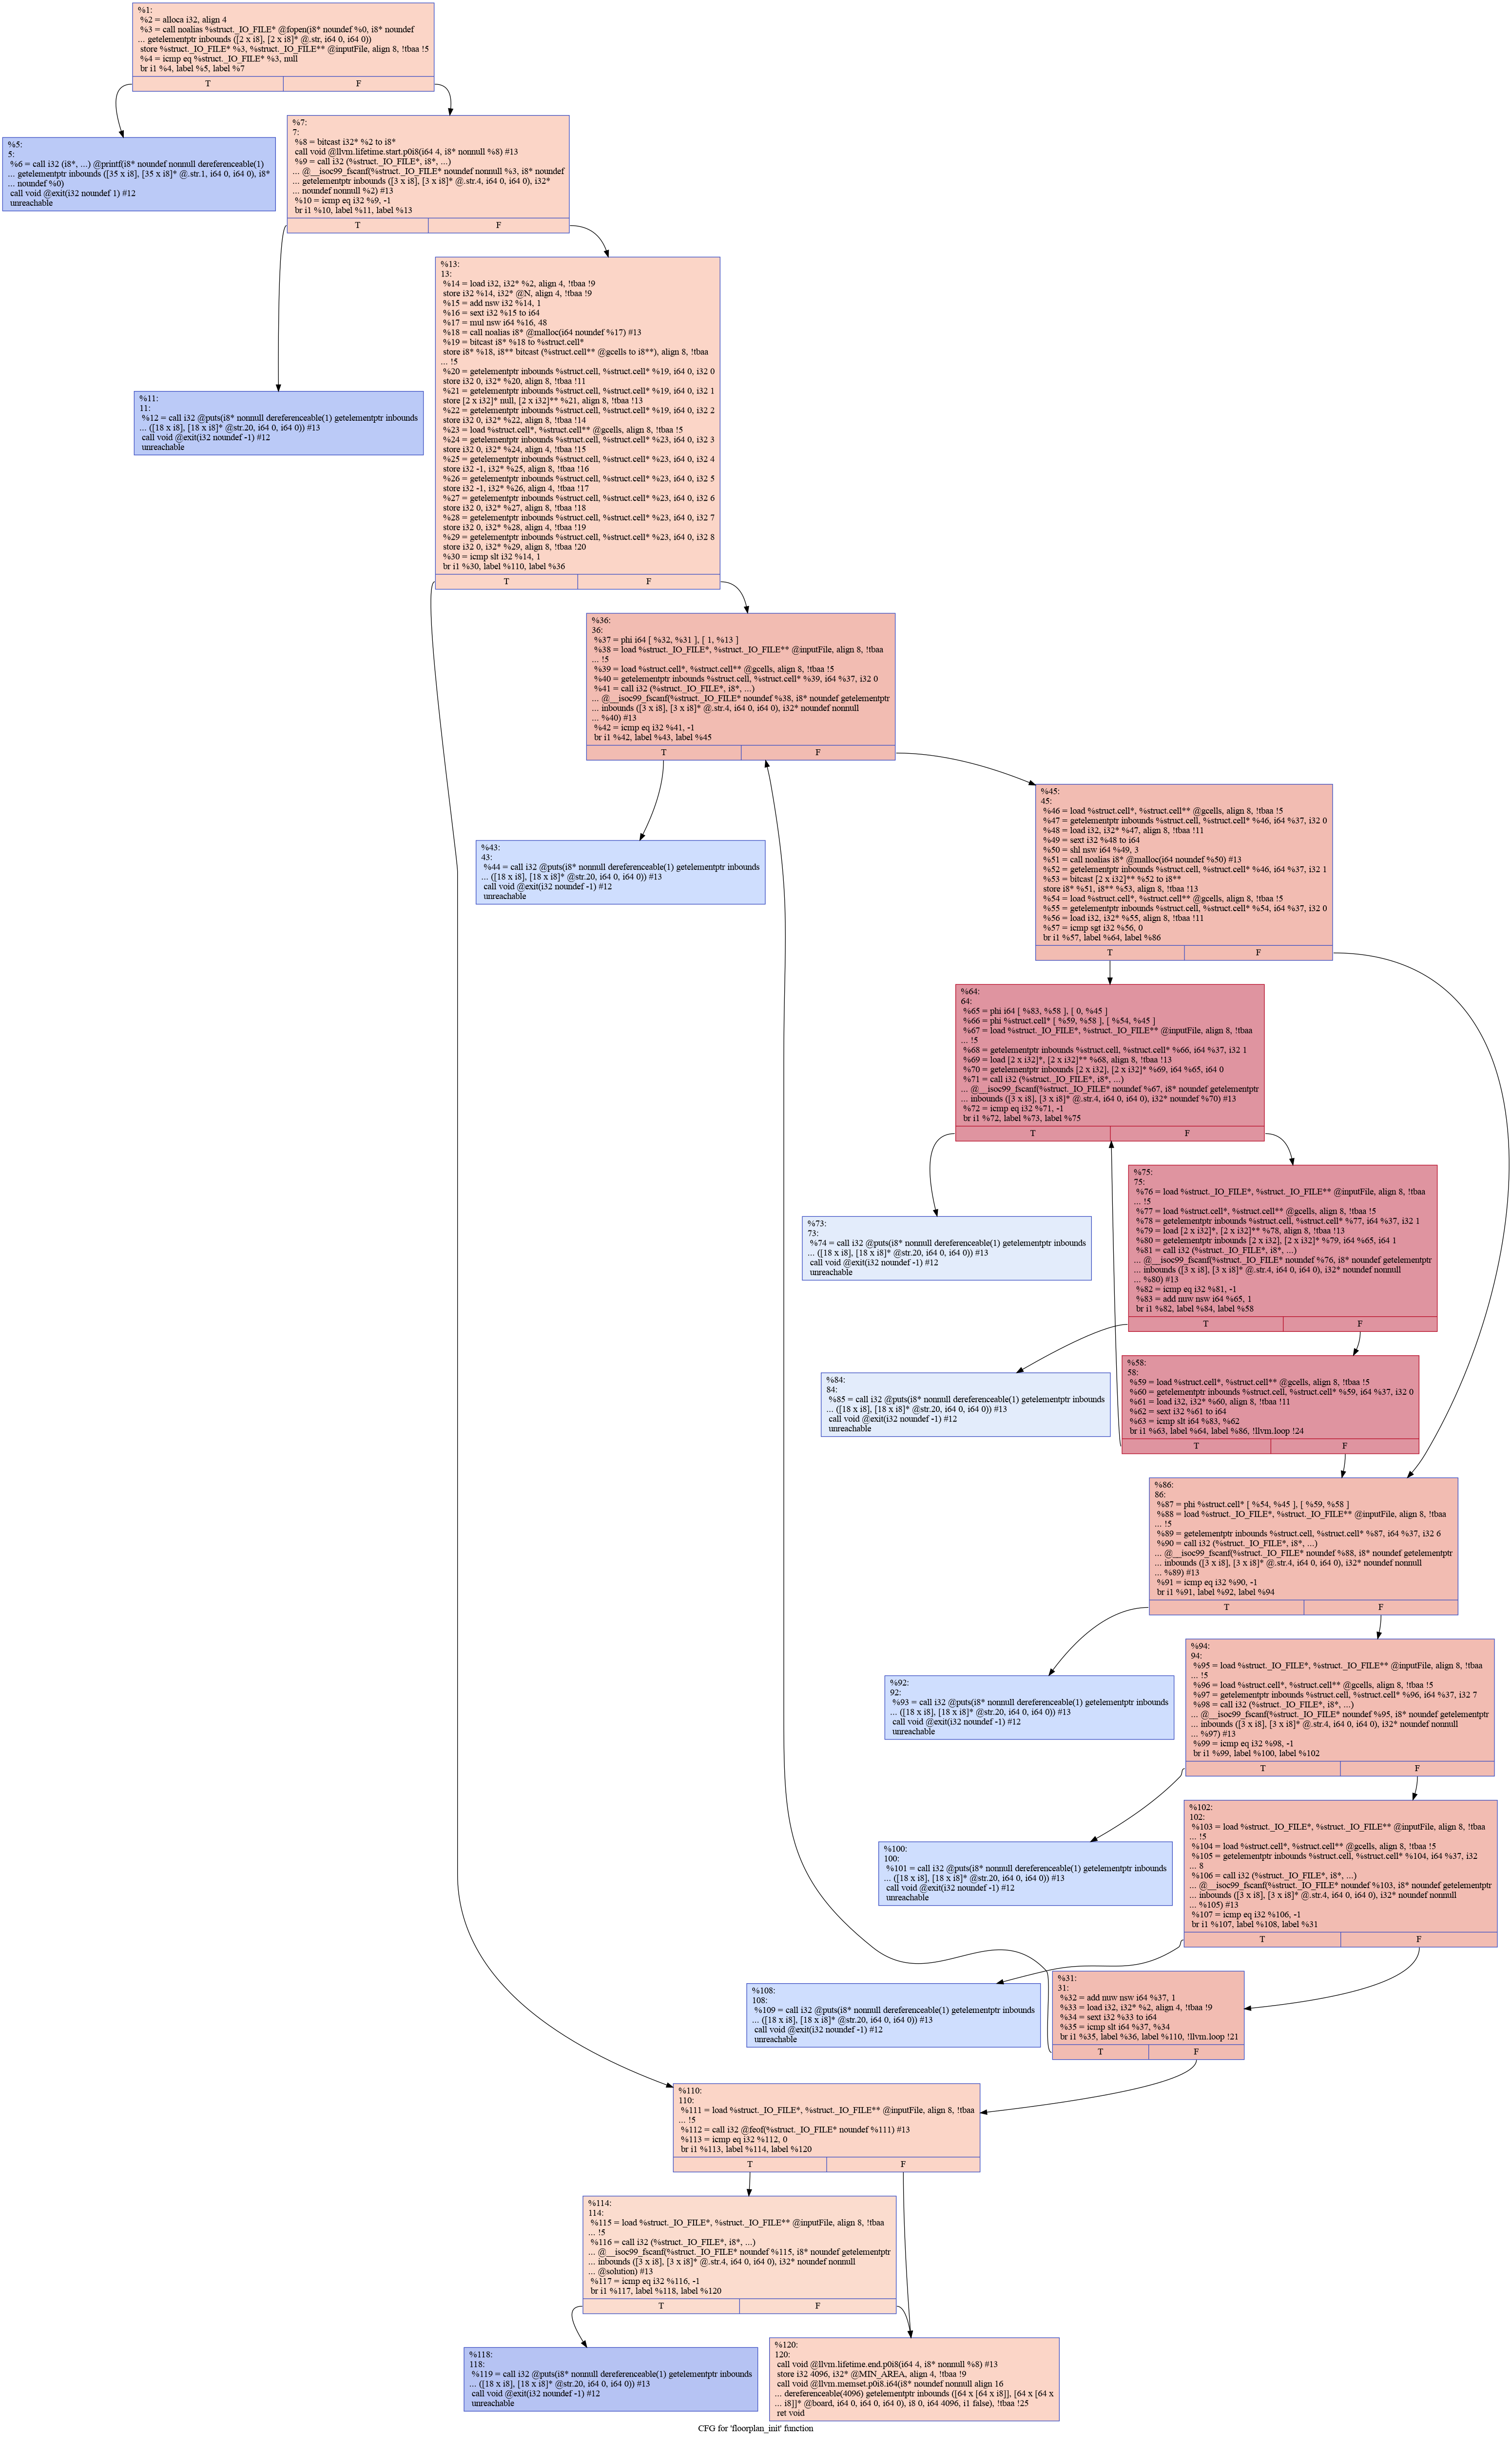 %1:
%2 = alloca i32, align 4
%3 = call noalias %struct._IO_FILE* @fopen(i8* noundef %0, i8* noundef
... getelementptr inbounds ([2 x i8], [2 x i8]* @.str, i64 0, i64 0))
store %struct._IO_FILE* %3, %struct._IO_FILE** @inputFile, align 8, !tbaa !5
%4 = icmp eq %struct._IO_FILE* %3, null
br i1 %4, label %5, label %7
T F
%5:
5:
%6 = call i32 (i8*, ...) @printf(i8* noundef nonnull dereferenceable(1)
... getelementptr inbounds ([35 x i8], [35 x i8]* @.str.1, i64 0, i64 0), i8*
... noundef %0)
call void @exit(i32 noundef 1) #12
unreachable
%7:
7:
%8 = bitcast i32* %2 to i8*
call void @llvm.lifetime.start.p0i8(i64 4, i8* nonnull %8) #13
%9 = call i32 (%struct._IO_FILE*, i8*, ...)
... @__isoc99_fscanf(%struct._IO_FILE* noundef nonnull %3, i8* noundef
... getelementptr inbounds ([3 x i8], [3 x i8]* @.str.4, i64 0, i64 0), i32*
... noundef nonnull %2) #13
%10 = icmp eq i32 %9, -1
br i1 %10, label %11, label %13
T F
%11:
11:
%12 = call i32 @puts(i8* nonnull dereferenceable(1) getelementptr inbounds
... ([18 x i8], [18 x i8]* @str.20, i64 0, i64 0)) #13
call void @exit(i32 noundef -1) #12
unreachable
%13:
13:
%14 = load i32, i32* %2, align 4, !tbaa !9
store i32 %14, i32* @N, align 4, !tbaa !9
%15 = add nsw i32 %14, 1
%16 = sext i32 %15 to i64
%17 = mul nsw i64 %16, 48
%18 = call noalias i8* @malloc(i64 noundef %17) #13
%19 = bitcast i8* %18 to %struct.cell*
store i8* %18, i8** bitcast (%struct.cell** @gcells to i8**), align 8, !tbaa
... !5
%20 = getelementptr inbounds %struct.cell, %struct.cell* %19, i64 0, i32 0
store i32 0, i32* %20, align 8, !tbaa !11
%21 = getelementptr inbounds %struct.cell, %struct.cell* %19, i64 0, i32 1
store [2 x i32]* null, [2 x i32]** %21, align 8, !tbaa !13
%22 = getelementptr inbounds %struct.cell, %struct.cell* %19, i64 0, i32 2
store i32 0, i32* %22, align 8, !tbaa !14
%23 = load %struct.cell*, %struct.cell** @gcells, align 8, !tbaa !5
%24 = getelementptr inbounds %struct.cell, %struct.cell* %23, i64 0, i32 3
store i32 0, i32* %24, align 4, !tbaa !15
%25 = getelementptr inbounds %struct.cell, %struct.cell* %23, i64 0, i32 4
store i32 -1, i32* %25, align 8, !tbaa !16
%26 = getelementptr inbounds %struct.cell, %struct.cell* %23, i64 0, i32 5
store i32 -1, i32* %26, align 4, !tbaa !17
%27 = getelementptr inbounds %struct.cell, %struct.cell* %23, i64 0, i32 6
store i32 0, i32* %27, align 8, !tbaa !18
%28 = getelementptr inbounds %struct.cell, %struct.cell* %23, i64 0, i32 7
store i32 0, i32* %28, align 4, !tbaa !19
%29 = getelementptr inbounds %struct.cell, %struct.cell* %23, i64 0, i32 8
store i32 0, i32* %29, align 8, !tbaa !20
%30 = icmp slt i32 %14, 1
br i1 %30, label %110, label %36
T F
%36:
36:
%37 = phi i64 [ %32, %31 ], [ 1, %13 ]
%38 = load %struct._IO_FILE*, %struct._IO_FILE** @inputFile, align 8, !tbaa
... !5
%39 = load %struct.cell*, %struct.cell** @gcells, align 8, !tbaa !5
%40 = getelementptr inbounds %struct.cell, %struct.cell* %39, i64 %37, i32 0
%41 = call i32 (%struct._IO_FILE*, i8*, ...)
... @__isoc99_fscanf(%struct._IO_FILE* noundef %38, i8* noundef getelementptr
... inbounds ([3 x i8], [3 x i8]* @.str.4, i64 0, i64 0), i32* noundef nonnull
... %40) #13
%42 = icmp eq i32 %41, -1
br i1 %42, label %43, label %45
T F
%43:
43:
%44 = call i32 @puts(i8* nonnull dereferenceable(1) getelementptr inbounds
... ([18 x i8], [18 x i8]* @str.20, i64 0, i64 0)) #13
call void @exit(i32 noundef -1) #12
unreachable
%45:
45:
%46 = load %struct.cell*, %struct.cell** @gcells, align 8, !tbaa !5
%47 = getelementptr inbounds %struct.cell, %struct.cell* %46, i64 %37, i32 0
%48 = load i32, i32* %47, align 8, !tbaa !11
%49 = sext i32 %48 to i64
%50 = shl nsw i64 %49, 3
%51 = call noalias i8* @malloc(i64 noundef %50) #13
%52 = getelementptr inbounds %struct.cell, %struct.cell* %46, i64 %37, i32 1
%53 = bitcast [2 x i32]** %52 to i8**
store i8* %51, i8** %53, align 8, !tbaa !13
%54 = load %struct.cell*, %struct.cell** @gcells, align 8, !tbaa !5
%55 = getelementptr inbounds %struct.cell, %struct.cell* %54, i64 %37, i32 0
%56 = load i32, i32* %55, align 8, !tbaa !11
%57 = icmp sgt i32 %56, 0
br i1 %57, label %64, label %86
T F
%64:
64:
%65 = phi i64 [ %83, %58 ], [ 0, %45 ]
%66 = phi %struct.cell* [ %59, %58 ], [ %54, %45 ]
%67 = load %struct._IO_FILE*, %struct._IO_FILE** @inputFile, align 8, !tbaa
... !5
%68 = getelementptr inbounds %struct.cell, %struct.cell* %66, i64 %37, i32 1
%69 = load [2 x i32]*, [2 x i32]** %68, align 8, !tbaa !13
%70 = getelementptr inbounds [2 x i32], [2 x i32]* %69, i64 %65, i64 0
%71 = call i32 (%struct._IO_FILE*, i8*, ...)
... @__isoc99_fscanf(%struct._IO_FILE* noundef %67, i8* noundef getelementptr
... inbounds ([3 x i8], [3 x i8]* @.str.4, i64 0, i64 0), i32* noundef %70) #13
%72 = icmp eq i32 %71, -1
br i1 %72, label %73, label %75
T F
%75:
75:
%76 = load %struct._IO_FILE*, %struct._IO_FILE** @inputFile, align 8, !tbaa
... !5
%77 = load %struct.cell*, %struct.cell** @gcells, align 8, !tbaa !5
%78 = getelementptr inbounds %struct.cell, %struct.cell* %77, i64 %37, i32 1
%79 = load [2 x i32]*, [2 x i32]** %78, align 8, !tbaa !13
%80 = getelementptr inbounds [2 x i32], [2 x i32]* %79, i64 %65, i64 1
%81 = call i32 (%struct._IO_FILE*, i8*, ...)
... @__isoc99_fscanf(%struct._IO_FILE* noundef %76, i8* noundef getelementptr
... inbounds ([3 x i8], [3 x i8]* @.str.4, i64 0, i64 0), i32* noundef nonnull
... %80) #13
%82 = icmp eq i32 %81, -1
%83 = add nuw nsw i64 %65, 1
br i1 %82, label %84, label %58
T F
%73:
73:
%74 = call i32 @puts(i8* nonnull dereferenceable(1) getelementptr inbounds
... ([18 x i8], [18 x i8]* @str.20, i64 0, i64 0)) #13
call void @exit(i32 noundef -1) #12
unreachable
%58:
58:
%59 = load %struct.cell*, %struct.cell** @gcells, align 8, !tbaa !5
%60 = getelementptr inbounds %struct.cell, %struct.cell* %59, i64 %37, i32 0
%61 = load i32, i32* %60, align 8, !tbaa !11
%62 = sext i32 %61 to i64
%63 = icmp slt i64 %83, %62
br i1 %63, label %64, label %86, !llvm.loop !24
T F
%84:
84:
%85 = call i32 @puts(i8* nonnull dereferenceable(1) getelementptr inbounds
... ([18 x i8], [18 x i8]* @str.20, i64 0, i64 0)) #13
call void @exit(i32 noundef -1) #12
unreachable
%86:
86:
%87 = phi %struct.cell* [ %54, %45 ], [ %59, %58 ]
%88 = load %struct._IO_FILE*, %struct._IO_FILE** @inputFile, align 8, !tbaa
... !5
%89 = getelementptr inbounds %struct.cell, %struct.cell* %87, i64 %37, i32 6
%90 = call i32 (%struct._IO_FILE*, i8*, ...)
... @__isoc99_fscanf(%struct._IO_FILE* noundef %88, i8* noundef getelementptr
... inbounds ([3 x i8], [3 x i8]* @.str.4, i64 0, i64 0), i32* noundef nonnull
... %89) #13
%91 = icmp eq i32 %90, -1
br i1 %91, label %92, label %94
T F
%92:
92:
%93 = call i32 @puts(i8* nonnull dereferenceable(1) getelementptr inbounds
... ([18 x i8], [18 x i8]* @str.20, i64 0, i64 0)) #13
call void @exit(i32 noundef -1) #12
unreachable
%94:
94:
%95 = load %struct._IO_FILE*, %struct._IO_FILE** @inputFile, align 8, !tbaa
... !5
%96 = load %struct.cell*, %struct.cell** @gcells, align 8, !tbaa !5
%97 = getelementptr inbounds %struct.cell, %struct.cell* %96, i64 %37, i32 7
%98 = call i32 (%struct._IO_FILE*, i8*, ...)
... @__isoc99_fscanf(%struct._IO_FILE* noundef %95, i8* noundef getelementptr
... inbounds ([3 x i8], [3 x i8]* @.str.4, i64 0, i64 0), i32* noundef nonnull
... %97) #13
%99 = icmp eq i32 %98, -1
br i1 %99, label %100, label %102
T F
%100:
100:
%101 = call i32 @puts(i8* nonnull dereferenceable(1) getelementptr inbounds
... ([18 x i8], [18 x i8]* @str.20, i64 0, i64 0)) #13
call void @exit(i32 noundef -1) #12
unreachable
%102:
102:
%103 = load %struct._IO_FILE*, %struct._IO_FILE** @inputFile, align 8, !tbaa
... !5
%104 = load %struct.cell*, %struct.cell** @gcells, align 8, !tbaa !5
%105 = getelementptr inbounds %struct.cell, %struct.cell* %104, i64 %37, i32
... 8
%106 = call i32 (%struct._IO_FILE*, i8*, ...)
... @__isoc99_fscanf(%struct._IO_FILE* noundef %103, i8* noundef getelementptr
... inbounds ([3 x i8], [3 x i8]* @.str.4, i64 0, i64 0), i32* noundef nonnull
... %105) #13
%107 = icmp eq i32 %106, -1
br i1 %107, label %108, label %31
T F
%108:
108:
%109 = call i32 @puts(i8* nonnull dereferenceable(1) getelementptr inbounds
... ([18 x i8], [18 x i8]* @str.20, i64 0, i64 0)) #13
call void @exit(i32 noundef -1) #12
unreachable
%31:
31:
%32 = add nuw nsw i64 %37, 1
%33 = load i32, i32* %2, align 4, !tbaa !9
%34 = sext i32 %33 to i64
%35 = icmp slt i64 %37, %34
br i1 %35, label %36, label %110, !llvm.loop !21
T F
%110:
110:
%111 = load %struct._IO_FILE*, %struct._IO_FILE** @inputFile, align 8, !tbaa
... !5
%112 = call i32 @feof(%struct._IO_FILE* noundef %111) #13
%113 = icmp eq i32 %112, 0
br i1 %113, label %114, label %120
T F
%114:
114:
%115 = load %struct._IO_FILE*, %struct._IO_FILE** @inputFile, align 8, !tbaa
... !5
%116 = call i32 (%struct._IO_FILE*, i8*, ...)
... @__isoc99_fscanf(%struct._IO_FILE* noundef %115, i8* noundef getelementptr
... inbounds ([3 x i8], [3 x i8]* @.str.4, i64 0, i64 0), i32* noundef nonnull
... @solution) #13
%117 = icmp eq i32 %116, -1
br i1 %117, label %118, label %120
T F
%118:
118:
%119 = call i32 @puts(i8* nonnull dereferenceable(1) getelementptr inbounds
... ([18 x i8], [18 x i8]* @str.20, i64 0, i64 0)) #13
call void @exit(i32 noundef -1) #12
unreachable
%120:
120:
call void @llvm.lifetime.end.p0i8(i64 4, i8* nonnull %8) #13
store i32 4096, i32* @MIN_AREA, align 4, !tbaa !9
call void @llvm.memset.p0i8.i64(i8* noundef nonnull align 16
... dereferenceable(4096) getelementptr inbounds ([64 x [64 x i8]], [64 x [64 x
... i8]]* @board, i64 0, i64 0, i64 0), i8 0, i64 4096, i1 false), !tbaa !25
ret void
CFG for 'floorplan_init' function